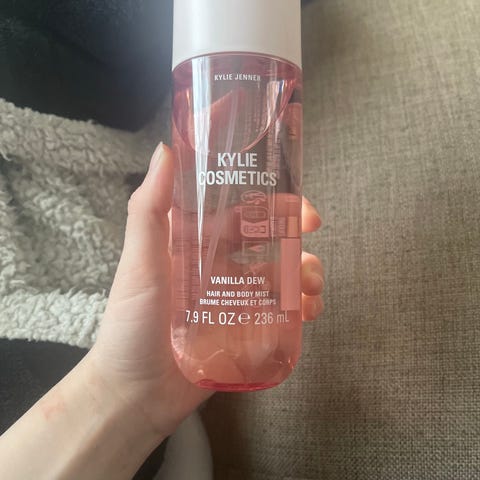 KYLIE JENNER
KYLIE
COSMETICS
VANILLA DEW
HAIR AND BODY MIST
BRUME CHEVEUX ET CORPS
7.9 FL OZ ℮ 236 mL